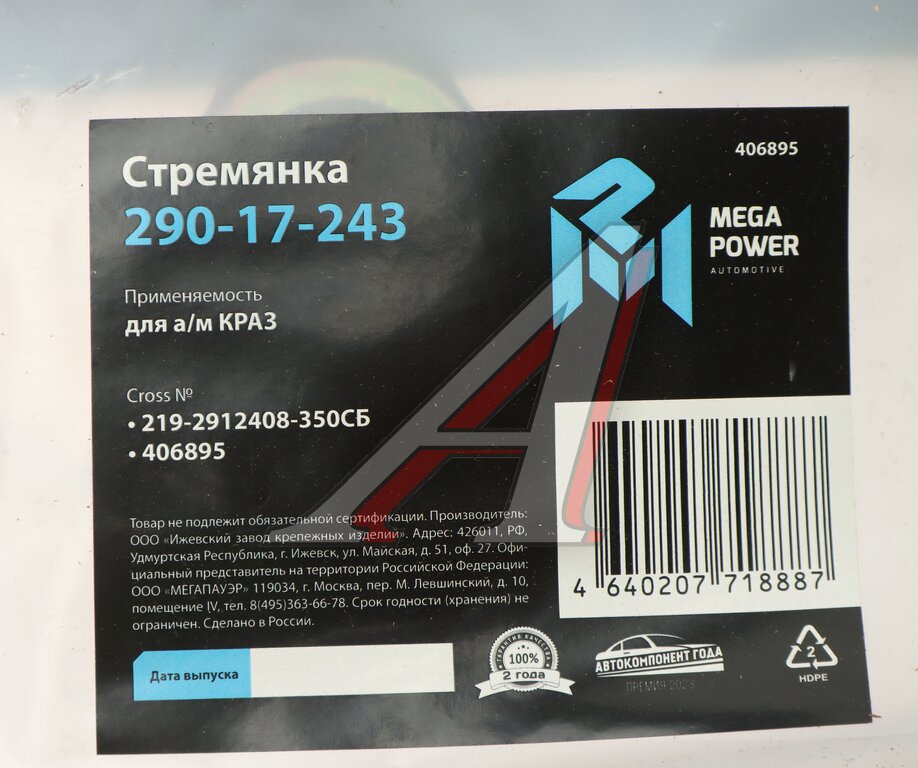 Стремянка
290-17-243
406895
MEGA
POWER
AUTOMOTIVE
Применяемость
для а/м КРАЗ
Cross №
• 219-2912408-350СБ
• 406895
Товар не подлежит обязательной сертификации. Производитель:
ООО «Ижевский завод крепежных изделий». Адрес: 426011, РФ,
Удмуртская Республика, г. Ижевск, ул. Майская, д. 51, оф. 27. Офи-
циальный представитель на территории Российской Федерации:
ООО «МЕГАПАУЭР» 119034, г. Москва, пер. М. Левшинский, д. 10,
помещение IV, тел. 8(495)363-66-78. Срок годности (хранения) не
ограничен. Сделано в России.
4 640207 718887
Дата выпуска
ГАРАНТИЯ КАЧЕСТВА
100%
2 года
АВТОКОМПОНЕНТ ГОДА
ПРЕМИЯ 2023
2
HDPE